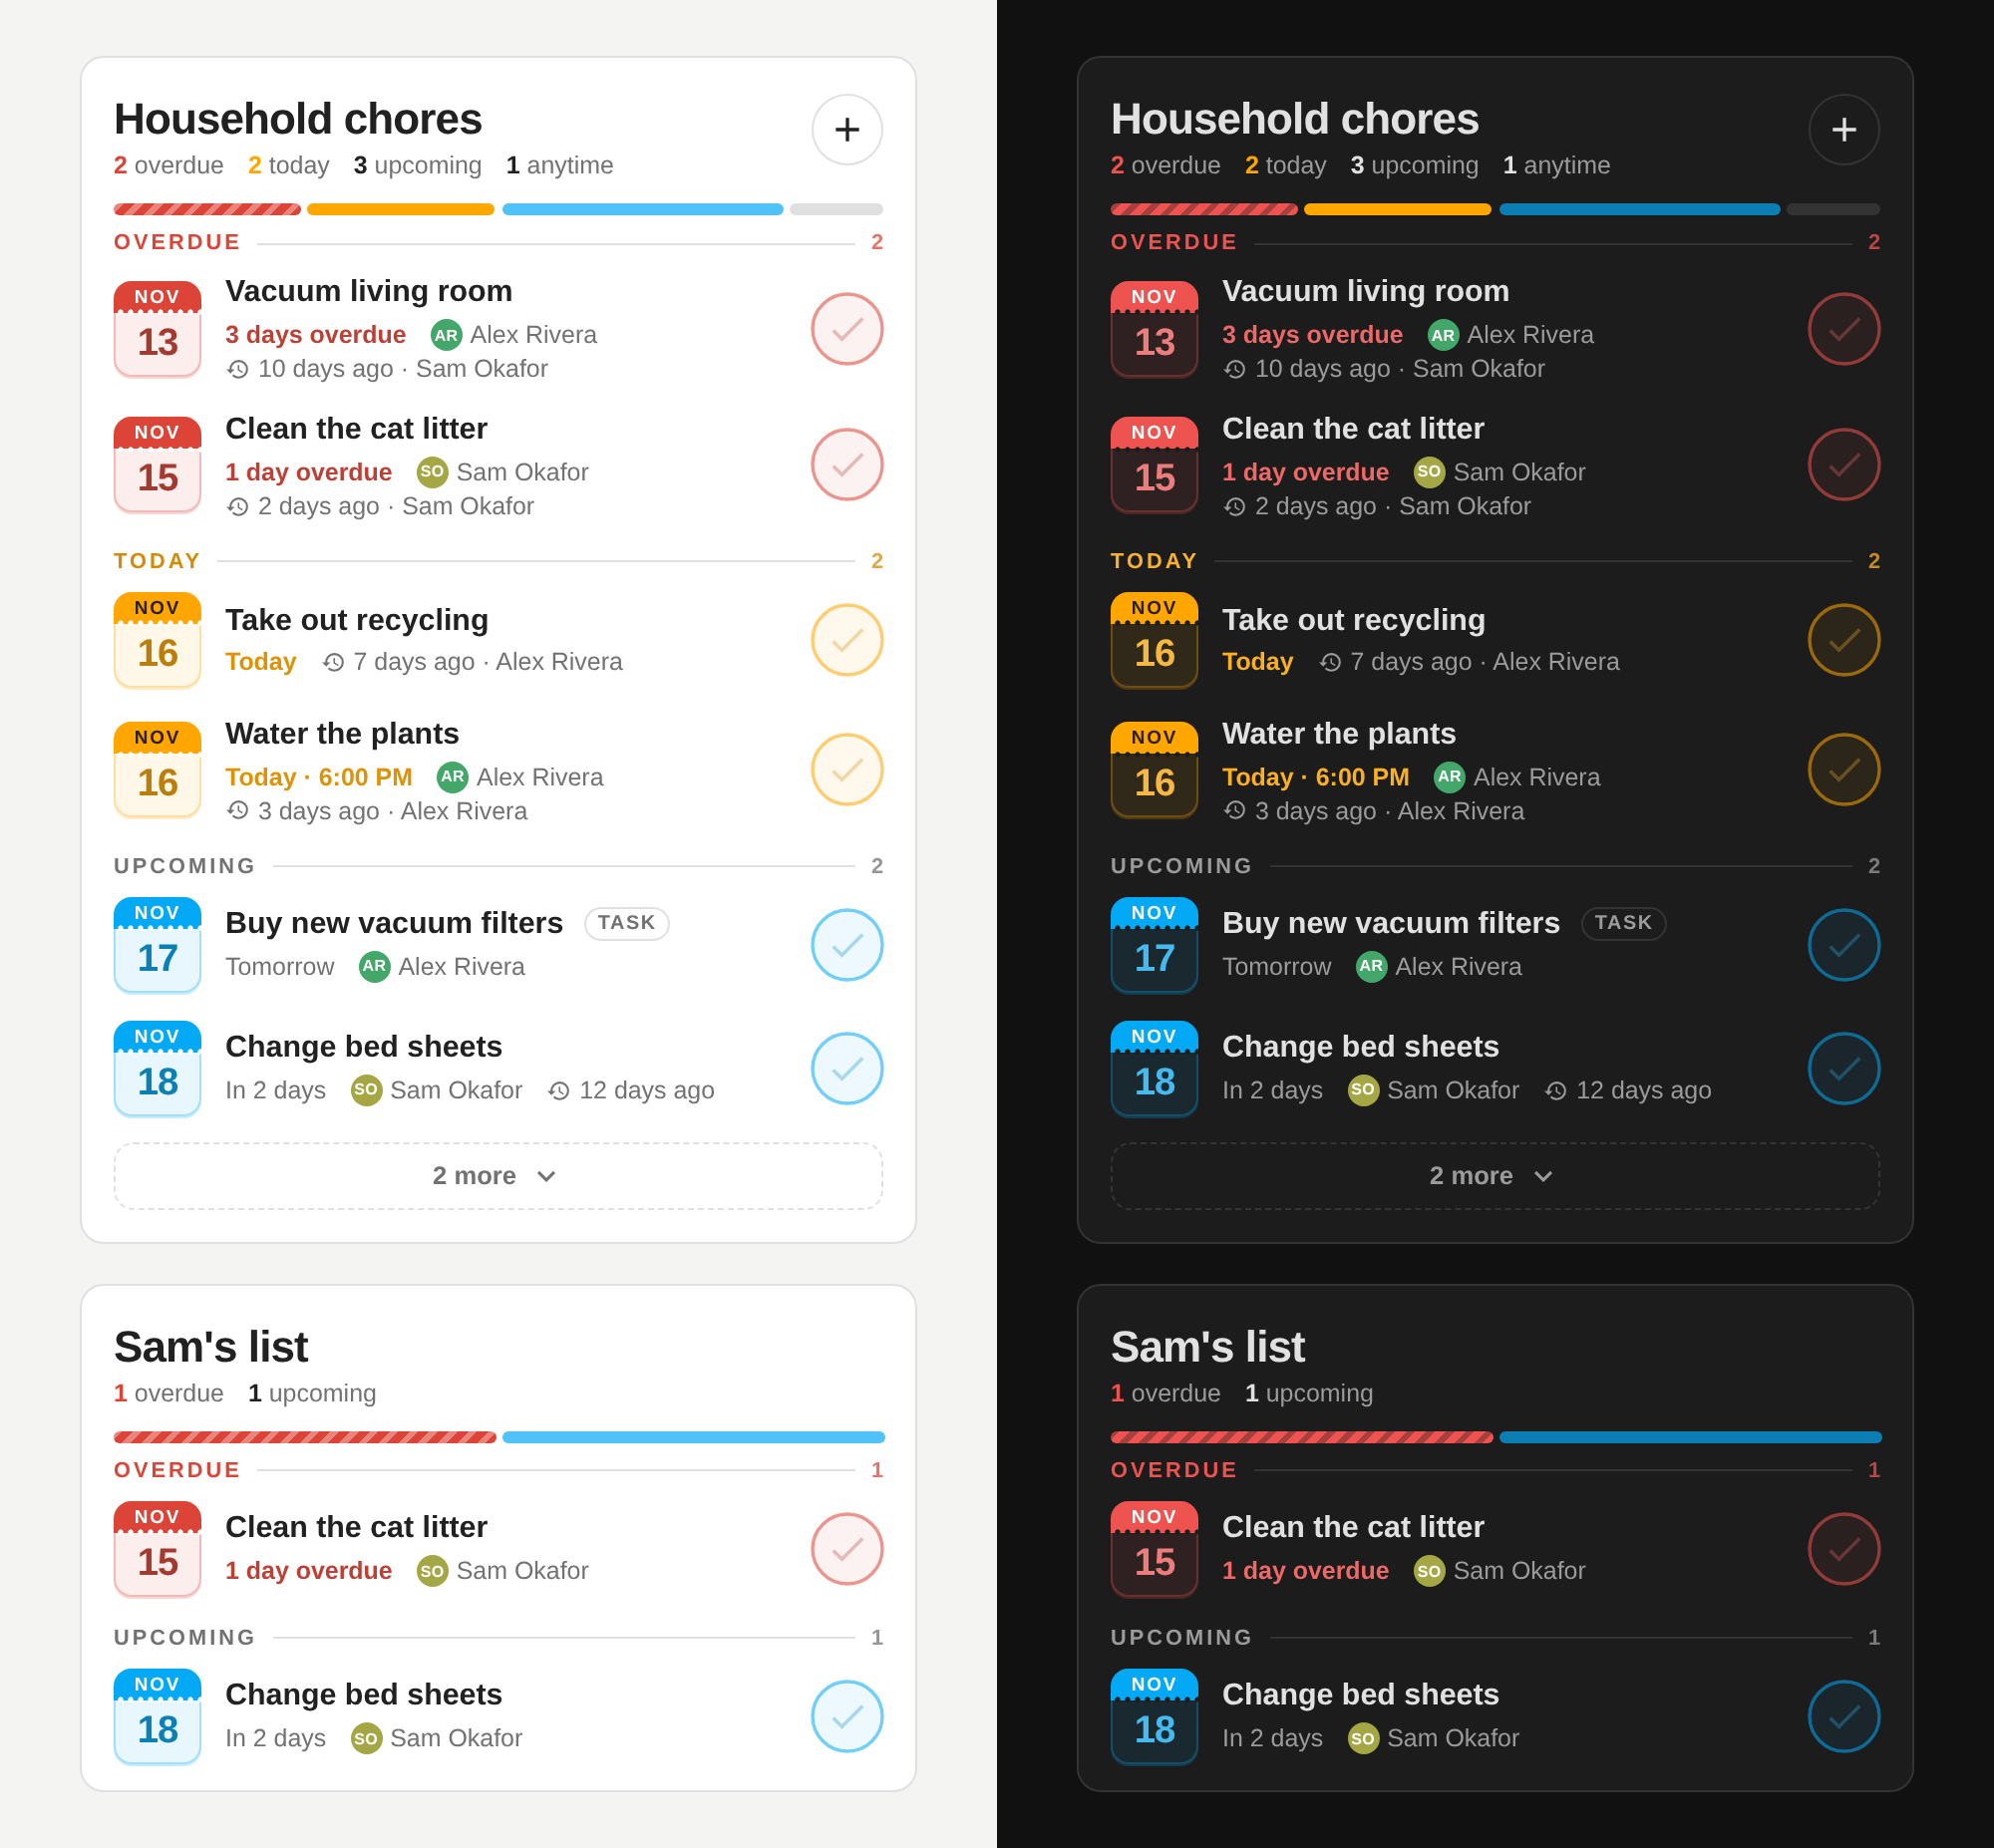 Household chores
2 overdue 2 today 3 upcoming 1 anytime
OVERDUE 2
NOV
13
Vacuum living room
3 days overdue AR Alex Rivera
10 days ago · Sam Okafor
NOV
15
Clean the cat litter
1 day overdue SO Sam Okafor
2 days ago · Sam Okafor
TODAY 2
NOV
16
Take out recycling
Today 7 days ago · Alex Rivera
NOV
16
Water the plants
Today · 6:00 PM AR Alex Rivera
3 days ago · Alex Rivera
UPCOMING 2
NOV
17
Buy new vacuum filters TASK
Tomorrow AR Alex Rivera
NOV
18
Change bed sheets
In 2 days SO Sam Okafor 12 days ago
2 more
Sam's list
1 overdue 1 upcoming
OVERDUE 1
NOV
15
Clean the cat litter
1 day overdue SO Sam Okafor
UPCOMING 1
NOV
18
Change bed sheets
In 2 days SO Sam Okafor
Household chores
2 overdue 2 today 3 upcoming 1 anytime
OVERDUE 2
NOV
13
Vacuum living room
3 days overdue AR Alex Rivera
10 days ago · Sam Okafor
NOV
15
Clean the cat litter
1 day overdue SO Sam Okafor
2 days ago · Sam Okafor
TODAY 2
NOV
16
Take out recycling
Today 7 days ago · Alex Rivera
NOV
16
Water the plants
Today · 6:00 PM AR Alex Rivera
3 days ago · Alex Rivera
UPCOMING 2
NOV
17
Buy new vacuum filters TASK
Tomorrow AR Alex Rivera
NOV
18
Change bed sheets
In 2 days SO Sam Okafor 12 days ago
2 more
Sam's list
1 overdue 1 upcoming
OVERDUE 1
NOV
15
Clean the cat litter
1 day overdue SO Sam Okafor
UPCOMING 1
NOV
18
Change bed sheets
In 2 days SO Sam Okafor